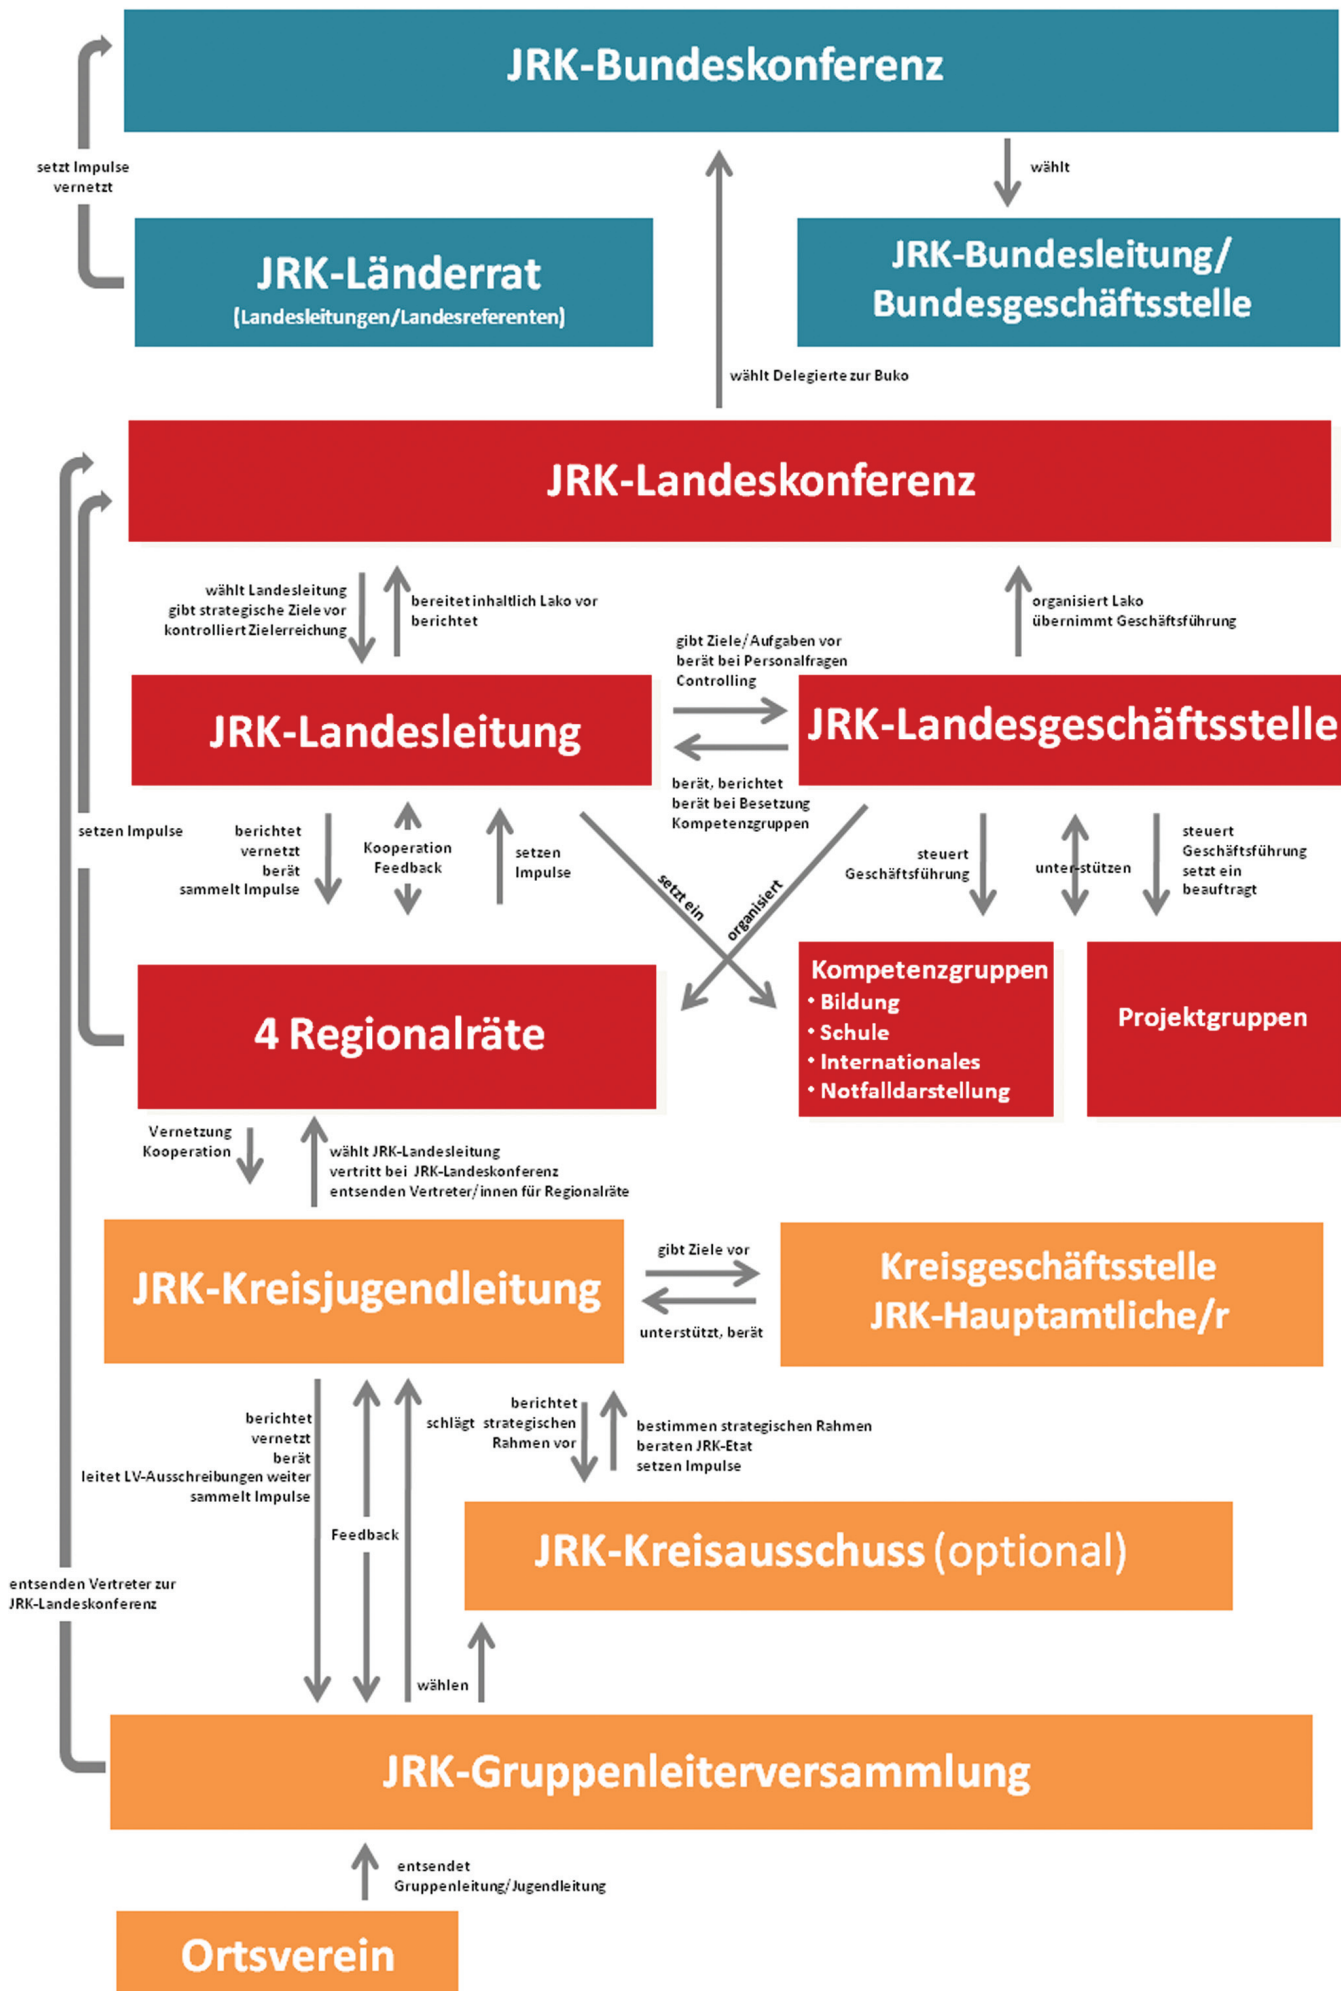 JRK-Bundeskonferenz
setzt Impulse
vernetzt
wählt
JRK-Länderrat
(Landesleitungen/Landesreferenten)
JRK-Bundesleitung/
Bundesgeschäftsstelle
wählt Delegierte zur Buko
JRK-Landeskonferenz
wählt Landesleitung
gibt strategische Ziele vor
kontrolliert Zielerreichung
bereitet inhaltlich Lako vor
berichtet
organisiert Lako
übernimmt Geschäftsführung
gibt Ziele/Aufgaben vor
berät bei Personalfragen
Controlling
JRK-Landesleitung
JRK-Landesgeschäftsstelle
berät, berichtet
berät bei Besetzung
Kompetenzgruppen
setzen Impulse
berichtet
vernetzt
berät
sammelt Impulse
Kooperation
Feedback
setzen
Impulse
setzt ein
organisiert
steuert
Geschäftsführung
unter-stützen
steuert
Geschäftsführung
setzt ein
beauftragt
4 Regionalräte
Kompetenzgruppen
• Bildung
• Schule
• Internationales
• Notfalldarstellung
Projektgruppen
Vernetzung
Kooperation
wählt JRK-Landesleitung
vertritt bei JRK-Landeskonferenz
entsenden Vertreter/innen für Regionalräte
JRK-Kreisjugendleitung
gibt Ziele vor
unterstützt, berät
Kreisgeschäftsstelle
JRK-Hauptamtliche/r
berichtet
vernetzt
berät
leitet LV-Ausschreibungen weiter
sammelt Impulse
Feedback
berichtet
schlägt strategischen
Rahmen vor
bestimmen strategischen Rahmen
beraten JRK-Etat
setzen Impulse
JRK-Kreisausschuss (optional)
entsenden Vertreter zur
JRK-Landeskonferenz
wählen
JRK-Gruppenleiterversammlung
entsendet
Gruppenleitung/Jugendleitung
Ortsverein